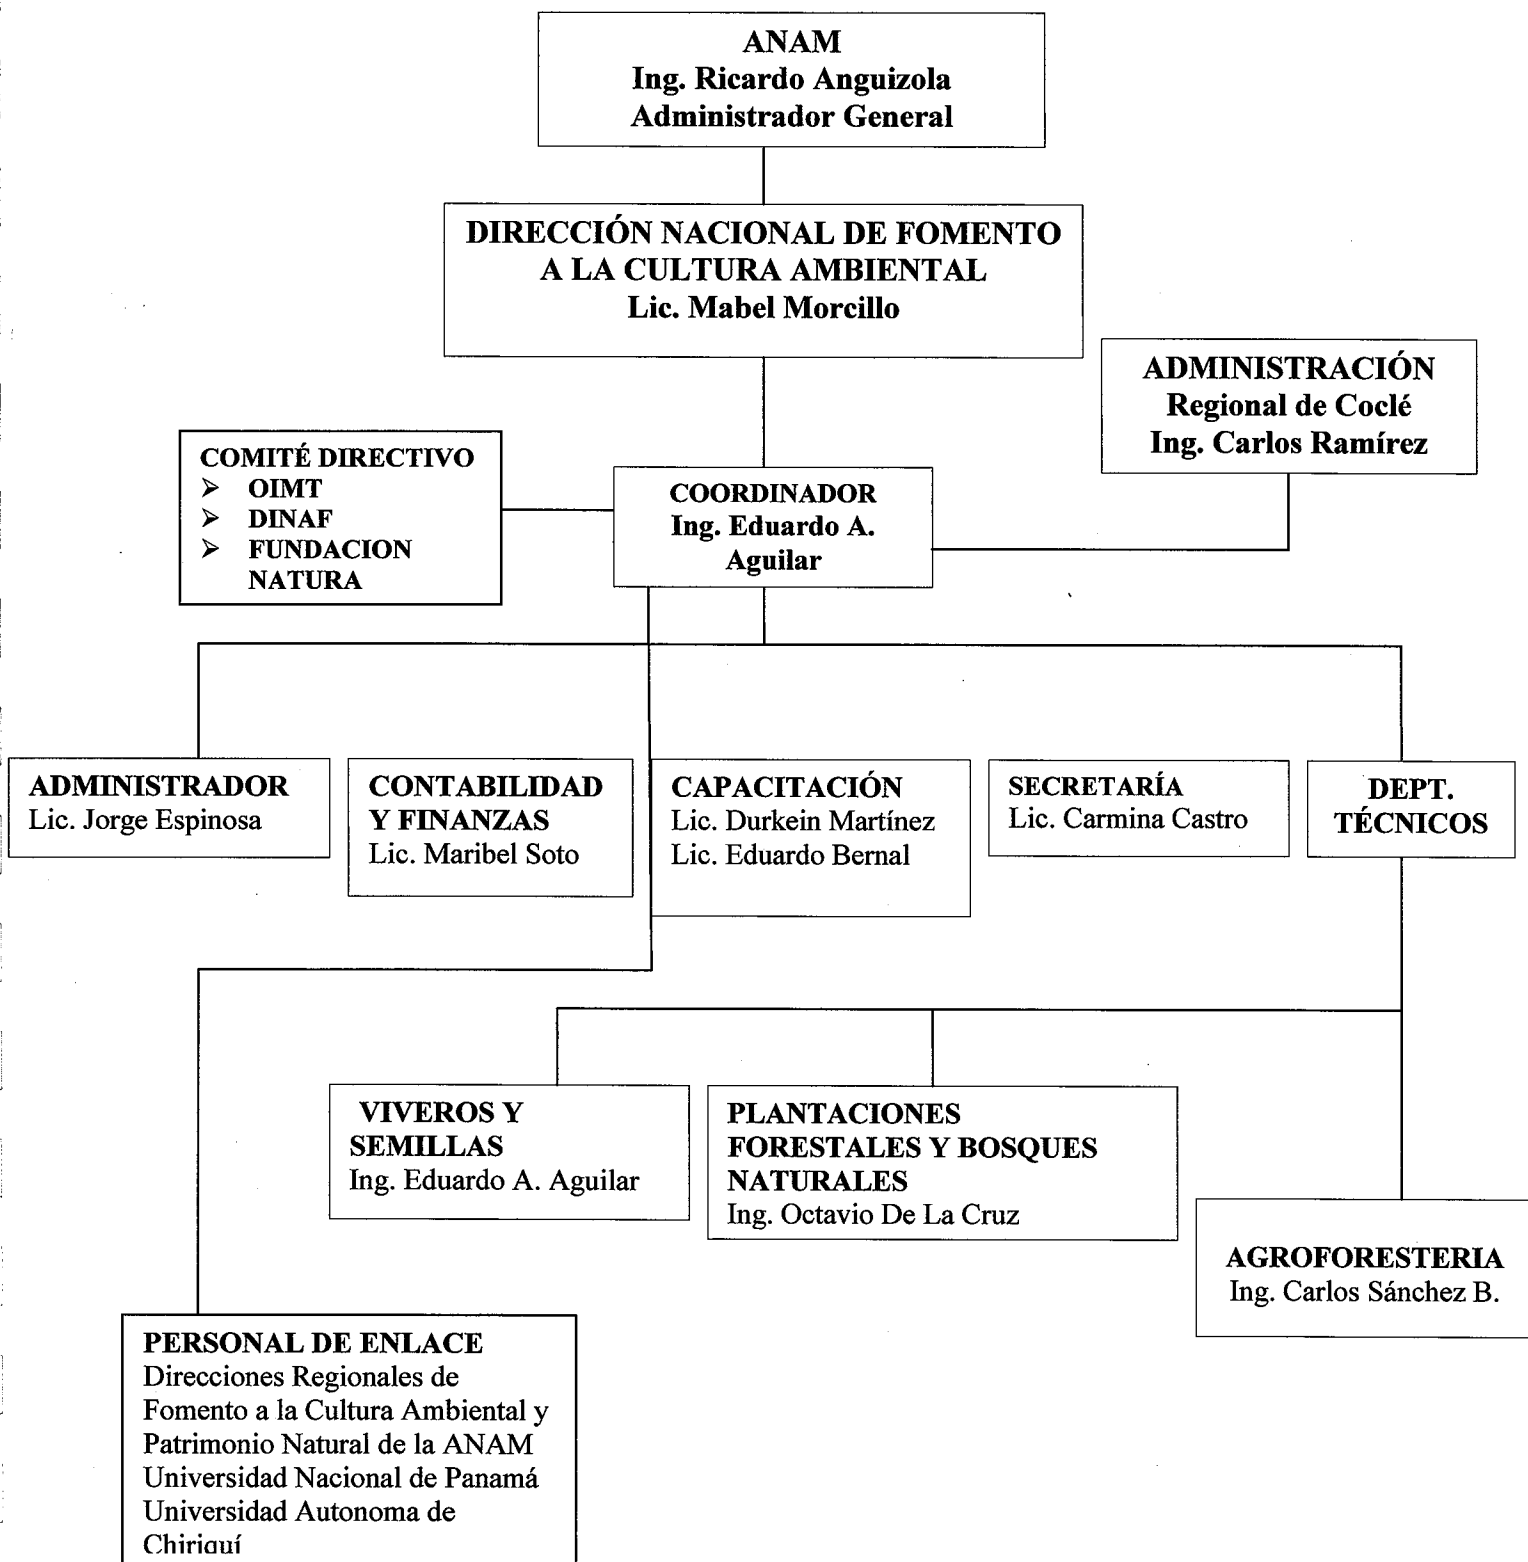 ANAM
Ing. Ricardo Anguizola
Administrador General
DIRECCIÓN NACIONAL DE FOMENTO
A LA CULTURA AMBIENTAL
Lic. Mabel Morcillo
ADMINISTRACIÓN
Regional de Coclé
Ing. Carlos Ramírez
COMITÉ DIRECTIVO
➢ OIMT
➢ DINAF
➢ FUNDACION
NATURA
COORDINADOR
Ing. Eduardo A.
Aguilar
ADMINISTRADOR
Lic. Jorge Espinosa
CONTABILIDAD
Y FINANZAS
Lic. Maribel Soto
CAPACITACIÓN
Lic. Durkein Martínez
Lic. Eduardo Bernal
SECRETARÍA
Lic. Carmina Castro
DEPT.
TÉCNICOS
VIVEROS Y
SEMILLAS
Ing. Eduardo A. Aguilar
PLANTACIONES
FORESTALES Y BOSQUES
NATURALES
Ing. Octavio De La Cruz
AGROFORESTERIA
Ing. Carlos Sánchez B.
PERSONAL DE ENLACE
Direcciones Regionales de
Fomento a la Cultura Ambiental y
Patrimonio Natural de la ANAM
Universidad Nacional de Panamá
Universidad Autonoma de
Chiriquí